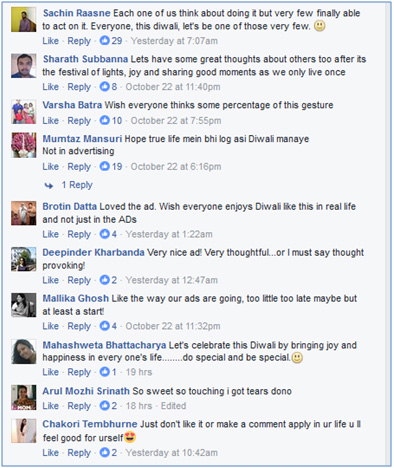 Sachin Raasne Each one of us think about doing it but very few finally able
to act on it. Everyone, this diwali, let's be one of those very few. 🙂
Like · Reply · 29 · Yesterday at 7:07am
Sharath Subbanna Lets have some great thoughts about others too after its
the festival of lights, joy and sharing good moments as we only live once
Like · Reply · 8 · October 22 at 11:40pm
Varsha Batra Wish everyone thinks some percentage of this gesture
Like · Reply · 10 · October 22 at 7:55pm
Mumtaz Mansuri Hope true life mein bhi log asi Diwali manaye
Not in advertising
Like · Reply · 19 · October 22 at 6:16pm
1 Reply
Brotin Datta Loved the ad. Wish everyone enjoys Diwali like this in real life
and not just in the ADs
Like · Reply · 4 · Yesterday at 1:22am
Deepinder Kharbanda Very nice ad! Very thoughtful...or I must say thought
provoking!
Like · Reply · 2 · Yesterday at 12:47am
Mallika Ghosh Like the way our ads are going, too little too late maybe but
at least a start!
Like · Reply · 4 · October 22 at 11:32pm
Mahashweta Bhattacharya Let's celebrate this Diwali by bringing joy and
happiness in every one's life........do special and be special.🙂
Like · Reply · 1 · 19 hrs
Arul Mozhi Srinath So sweet so touching i got tears dono
Like · Reply · 2 · 18 hrs · Edited
Chakori Tembhurne Just don't like it or make a comment apply in ur life u ll
feel good for urself😍
Like · Reply · 2 · Yesterday at 10:42am